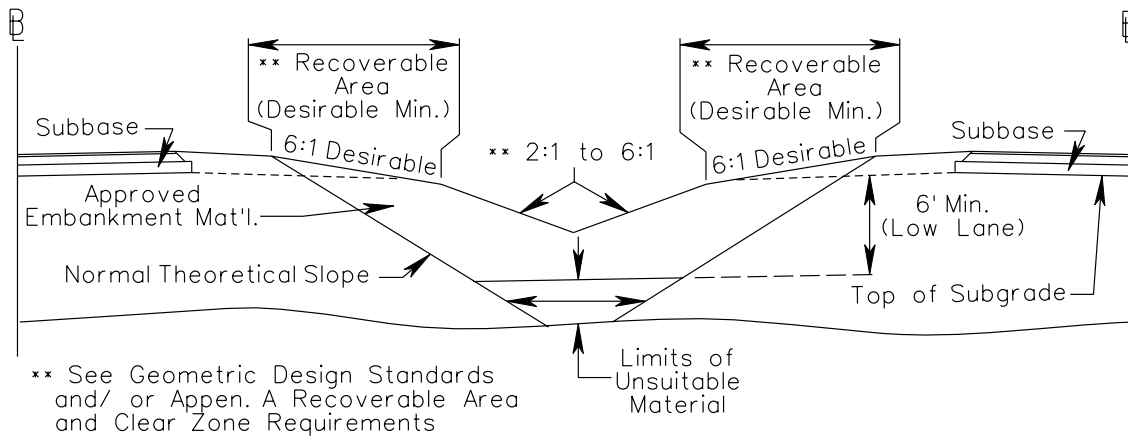 B
B
** Recoverable
Area
(Desirable Min.)
** Recoverable
Area
(Desirable Min.)
Subbase
6:1 Desirable
** 2:1 to 6:1
6:1 Desirable
Subbase
Approved
Embankment Mat'l.
6' Min.
(Low Lane)
Normal Theoretical Slope
Top of Subgrade
Limits of
Unsuitable
Material
** See Geometric Design Standards
and/ or Appen. A Recoverable Area
and Clear Zone Requirements